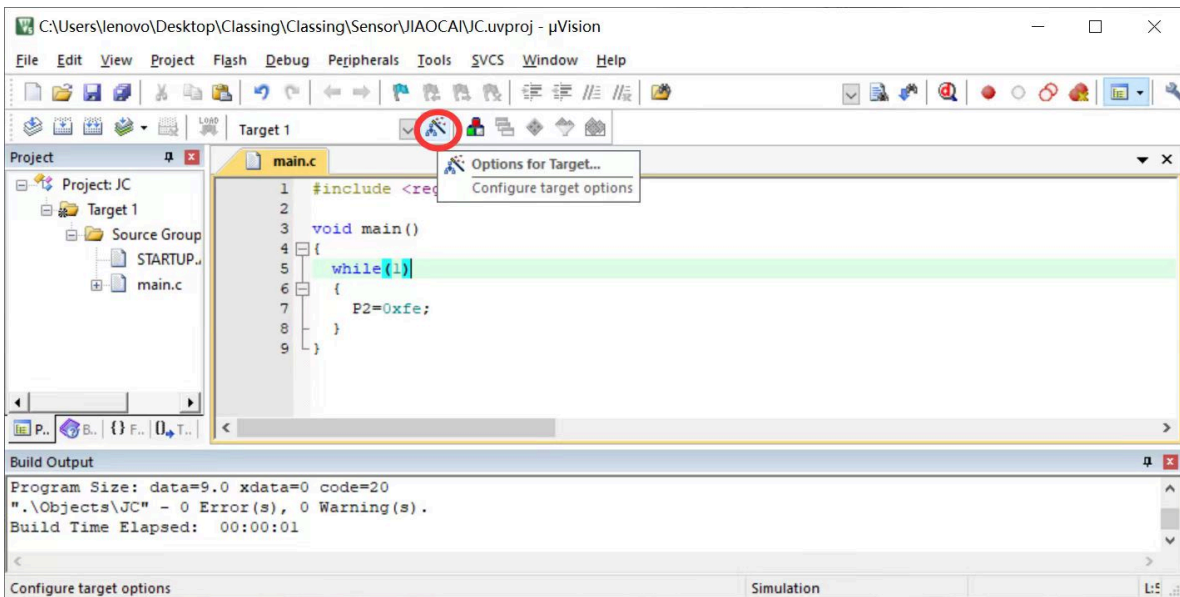 C:\Users\lenovo\Desktop\Classing\Classing\Sensor\JIAOCAI\JC.uvproj - µVision
File Edit View Project Flash Debug Peripherals Tools SVCS Window Help
LOAD Target 1
Project
main.c
Options for Target...
Configure target options
Project: JC
Target 1
Source Group
STARTUP.
main.c
1 #include <reg
2
3 void main()
4 {
5 while(1)
6 {
7 P2=0xfe;
8 }
9 }
P.. B.. {} F.. 0 T..
Build Output
Program Size: data=9.0 xdata=0 code=20
".\Objects\JC" - 0 Error(s), 0 Warning(s).
Build Time Elapsed: 00:00:01
Configure target options Simulation L:5